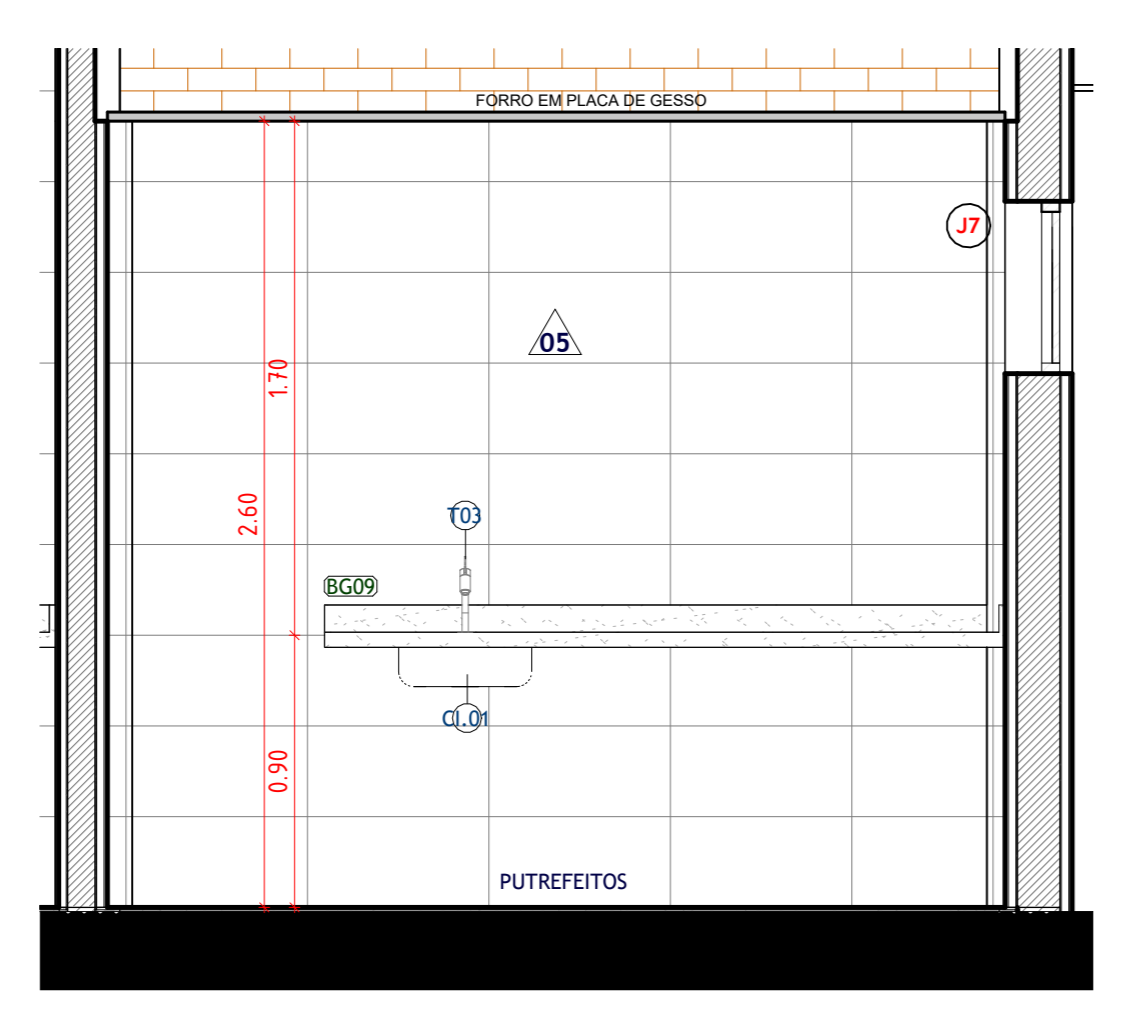 FORRO EM PLACA DE GESSO
J7
05
1.70
2.60
T03
BG09
CI.01
0.90
PUTREFEITOS